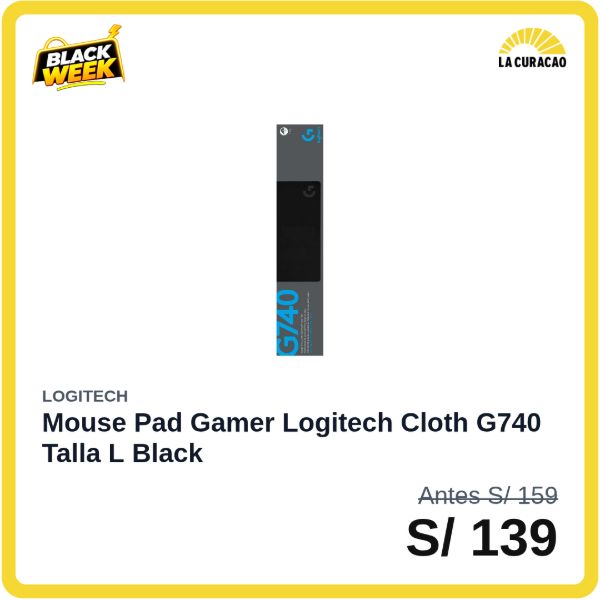 BLACK
WEEK
LA CURACAO
G740
LOGITECH
Mouse Pad Gamer Logitech Cloth G740
Talla L Black
Antes S/ 159
S/ 139